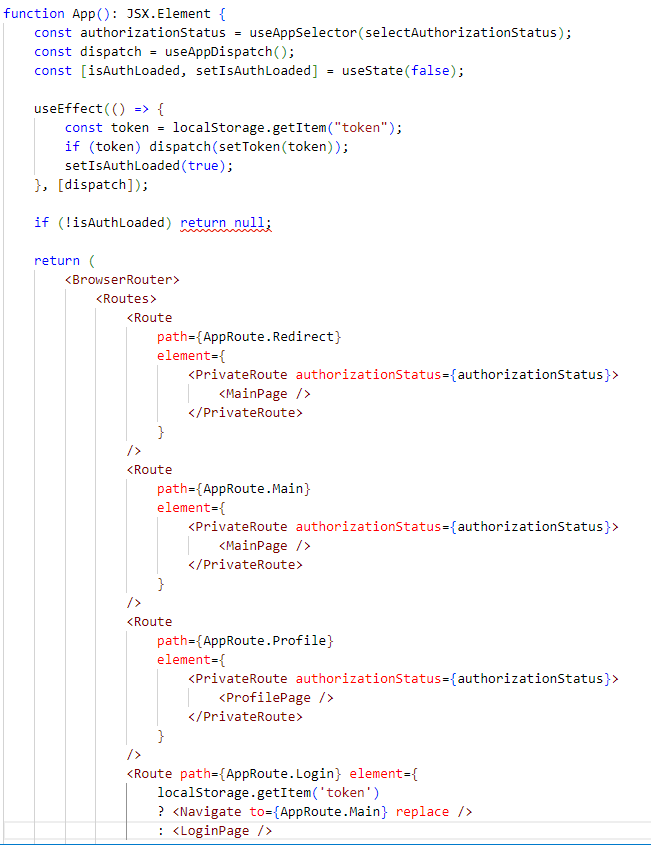 function App(): JSX.Element {
    const authorizationStatus = useAppSelector(selectAuthorizationStatus);
    const dispatch = useAppDispatch();
    const [isAuthLoaded, setIsAuthLoaded] = useState(false);

    useEffect(() => {
        const token = localStorage.getItem("token");
        if (token) dispatch(setToken(token));
        setIsAuthLoaded(true);
    }, [dispatch]);

    if (!isAuthLoaded) return null;

    return (
        <BrowserRouter>
            <Routes>
                <Route
                    path={AppRoute.Redirect}
                    element={
                        <PrivateRoute authorizationStatus={authorizationStatus}>
                            <MainPage />
                        </PrivateRoute>
                    }
                />
                <Route
                    path={AppRoute.Main}
                    element={
                        <PrivateRoute authorizationStatus={authorizationStatus}>
                            <MainPage />
                        </PrivateRoute>
                    }
                />
                <Route
                    path={AppRoute.Profile}
                    element={
                        <PrivateRoute authorizationStatus={authorizationStatus}>
                            <ProfilePage />
                        </PrivateRoute>
                    }
                />
                <Route path={AppRoute.Login} element={
                    localStorage.getItem('token')
                    ? <Navigate to={AppRoute.Main} replace />
                    : <LoginPage />